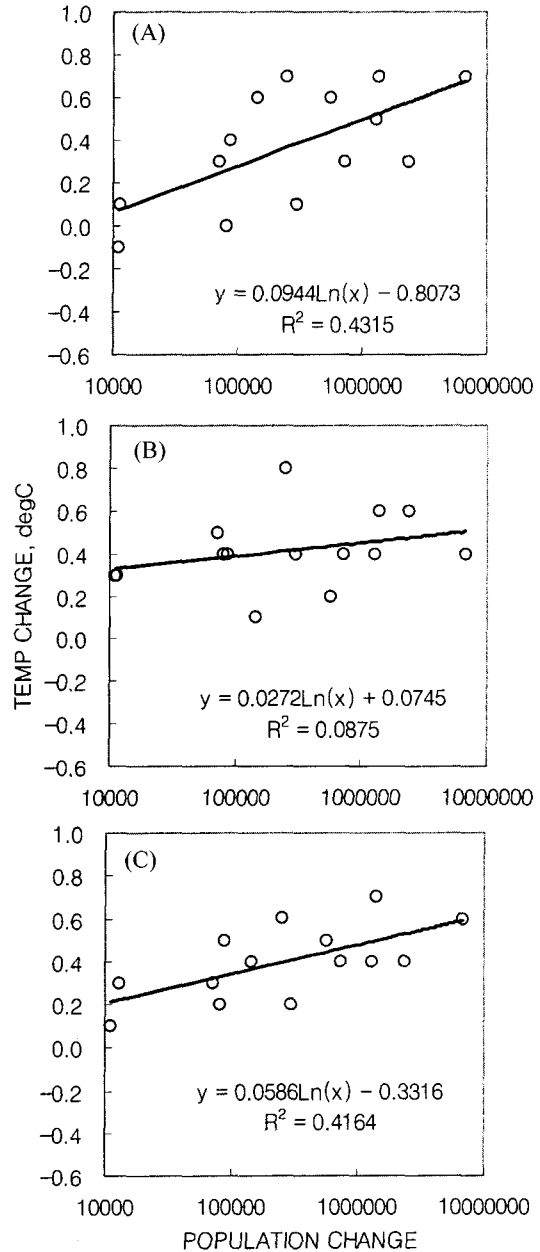 (A)
1.0
0.8
0.6
0.4
0.2
0.0
−0.2
−0.4
−0.6
y = 0.0944Ln(x) − 0.8073
R² = 0.4315
10000 100000 1000000 10000000
(B)
1.0
0.8
0.6
0.4
0.2
0.0
−0.2
−0.4
−0.6
y = 0.0272Ln(x) + 0.0745
R² = 0.0875
10000 100000 1000000 10000000
TEMP CHANGE, degC
(C)
1.0
0.8
0.6
0.4
0.2
0.0
−0.2
−0.4
−0.6
y = 0.0586Ln(x) − 0.3316
R² = 0.4164
10000 100000 1000000 10000000
POPULATION CHANGE